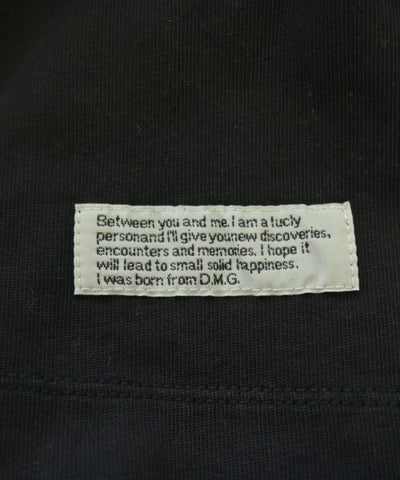 Between you and me. I am a lucly
personand I'll give younew discoveries,
encounters and memories. I hope it
will lead to small solid happiness.
I was born from D.M.G.